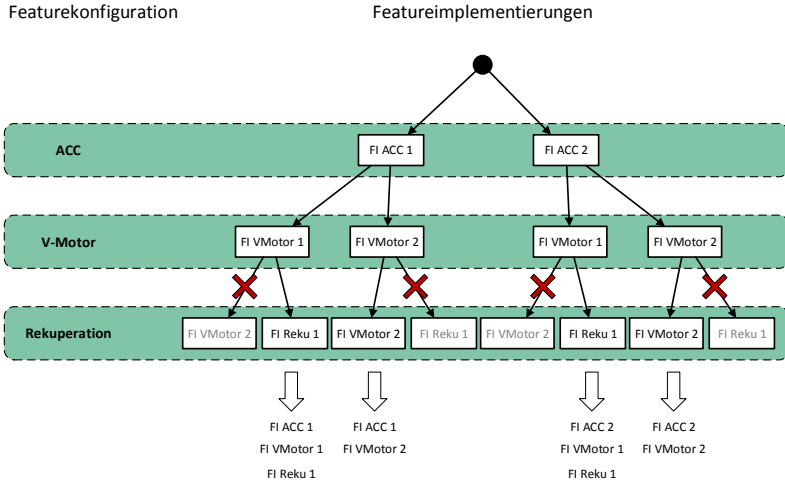 Featurekonfiguration Featureimplementierungen
ACC FI ACC 1 FI ACC 2
V-Motor FI VMotor 1 FI VMotor 2 FI VMotor 1 FI VMotor 2
Rekuperation FI VMotor 2 FI Reku 1 FI VMotor 2 FI Reku 1 FI VMotor 2 FI Reku 1 FI VMotor 2 FI Reku 1
FI ACC 1 FI ACC 1 FI ACC 2 FI ACC 2
FI VMotor 1 FI VMotor 2 FI VMotor 1 FI VMotor 2
FI Reku 1 FI Reku 1